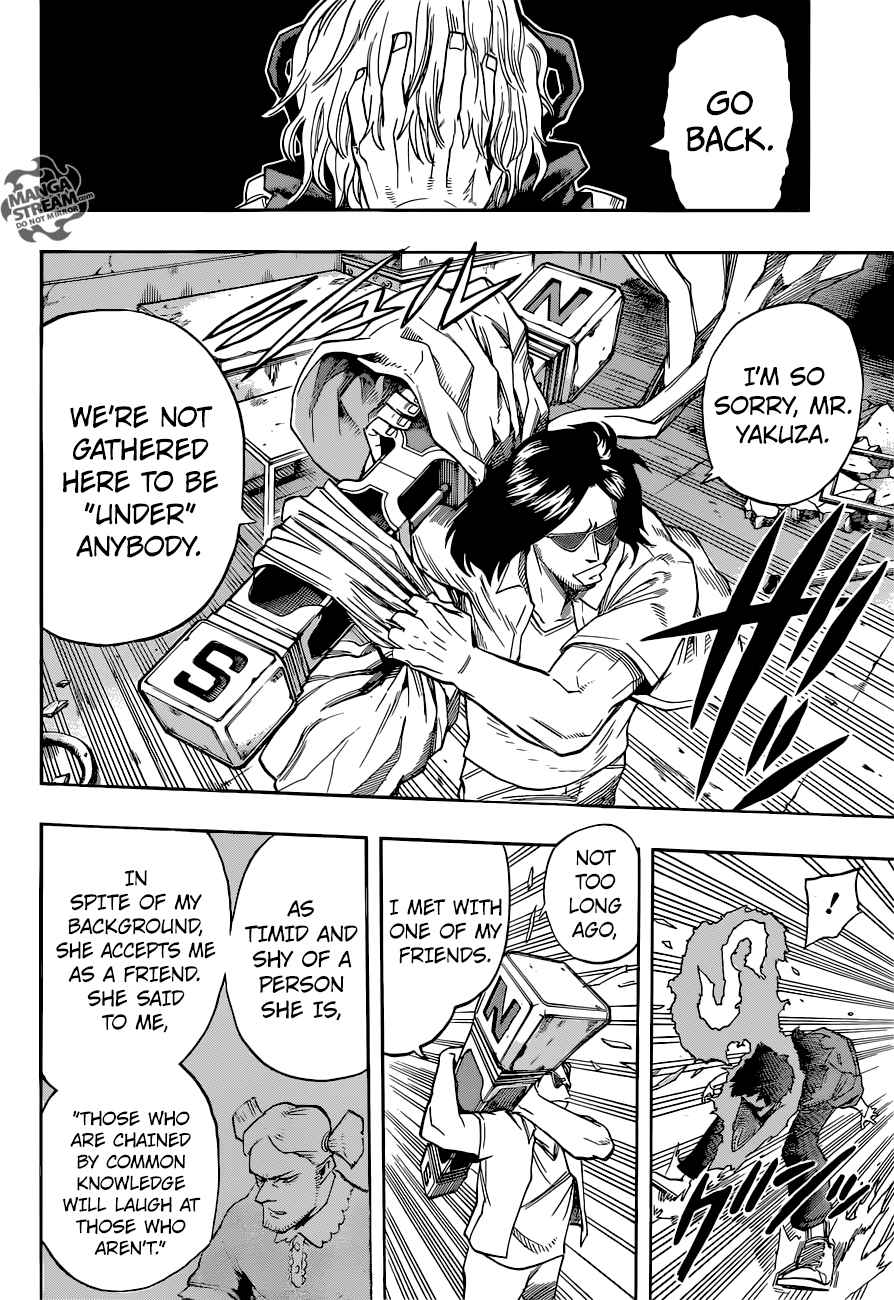 GO
BACK.
MANGA
STREAM.com
DO NOT MIRROR
I'M SO
SORRY, MR.
YAKUZA.
N
WE'RE NOT
GATHERED
HERE TO BE
"UNDER"
ANYBODY.
S
!
S
NOT
TOO
LONG
AGO,
I MET WITH
ONE OF MY
FRIENDS.
N
AS
TIMID AND
SHY OF A
PERSON
SHE IS,
IN
SPITE OF MY
BACKGROUND,
SHE ACCEPTS ME
AS A FRIEND.
SHE SAID
TO ME,
"THOSE WHO
ARE CHAINED
BY COMMON
KNOWLEDGE
WILL LAUGH AT
THOSE WHO
AREN'T."